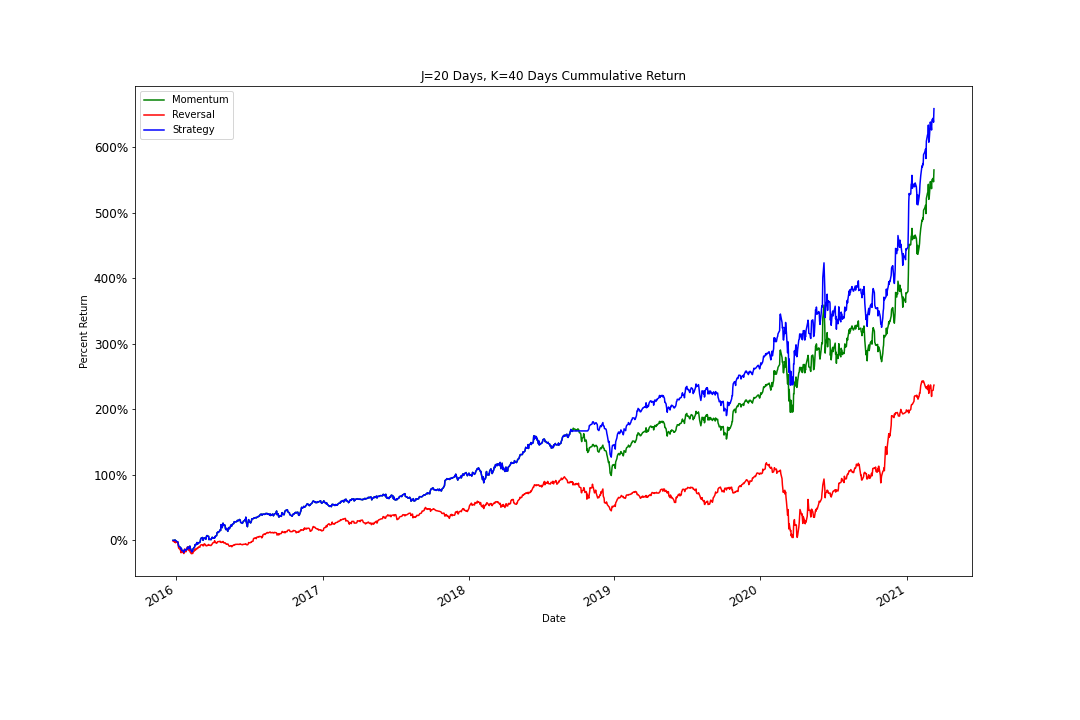 J=20 Days, K=40 Days Cummulative Return
Momentum
Reversal
Strategy
600%
500%
400%
300%
200%
100%
0%
Percent Return
2016
2017
2018
2019
2020
2021
Date